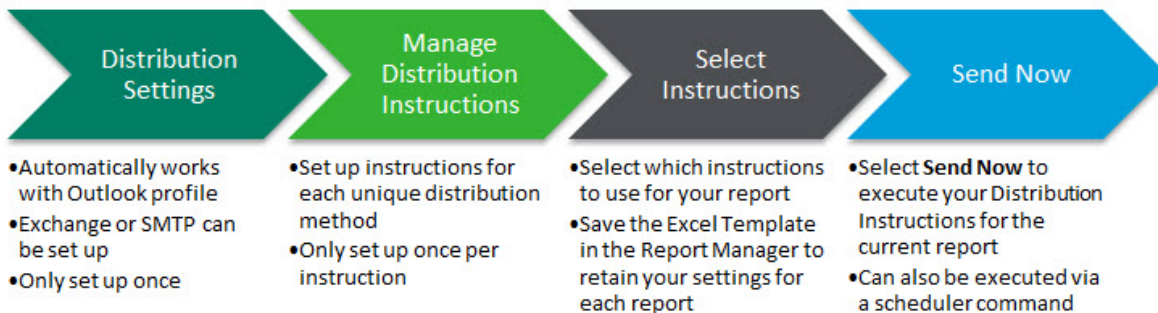 Distribution
Settings
Manage
Distribution
Instructions
Select
Instructions
Send Now
•Automatically works
with Outlook profile
•Exchange or SMTP can
be set up
•Only set up once
•Set up instructions for
each unique distribution
method
•Only set up once per
instruction
•Select which instructions
to use for your report
•Save the Excel Template
in the Report Manager to
retain your settings for
each report
•Select Send Now to
execute your Distribution
Instructions for the
current report
•Can also be executed via
a scheduler command